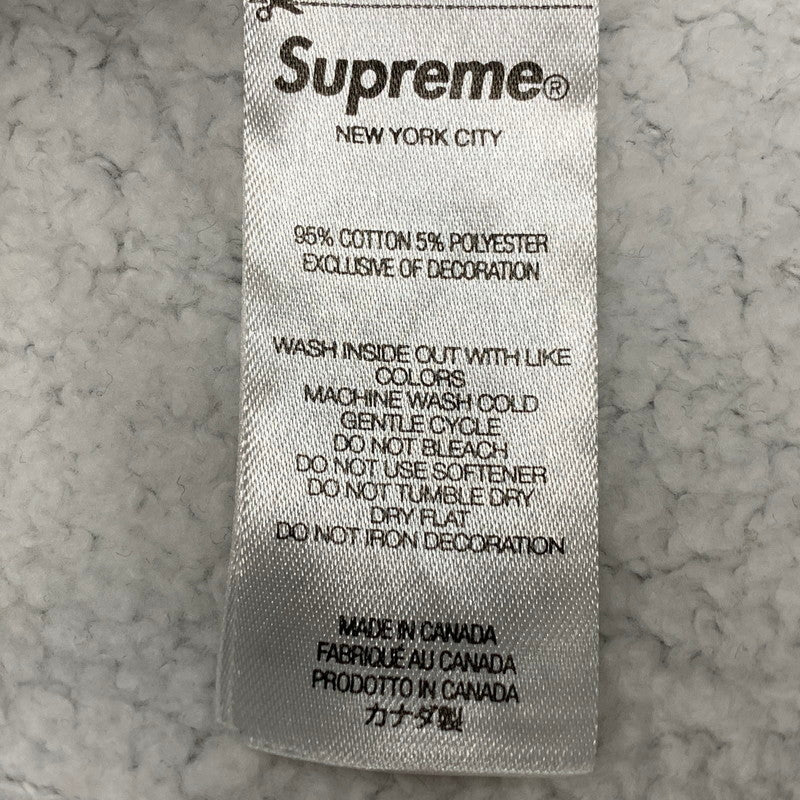 Supreme®
NEW YORK CITY
95% COTTON 5% POLYESTER
EXCLUSIVE OF DECORATION
WASH INSIDE OUT WITH LIKE
COLORS
MACHINE WASH COLD
GENTLE CYCLE
DO NOT BLEACH
DO NOT USE SOFTENER
DO NOT TUMBLE DRY
DRY FLAT
DO NOT IRON DECORATION
MADE IN CANADA
FABRIQUÉ AU CANADA
PRODOTTO IN CANADA
カナダ製